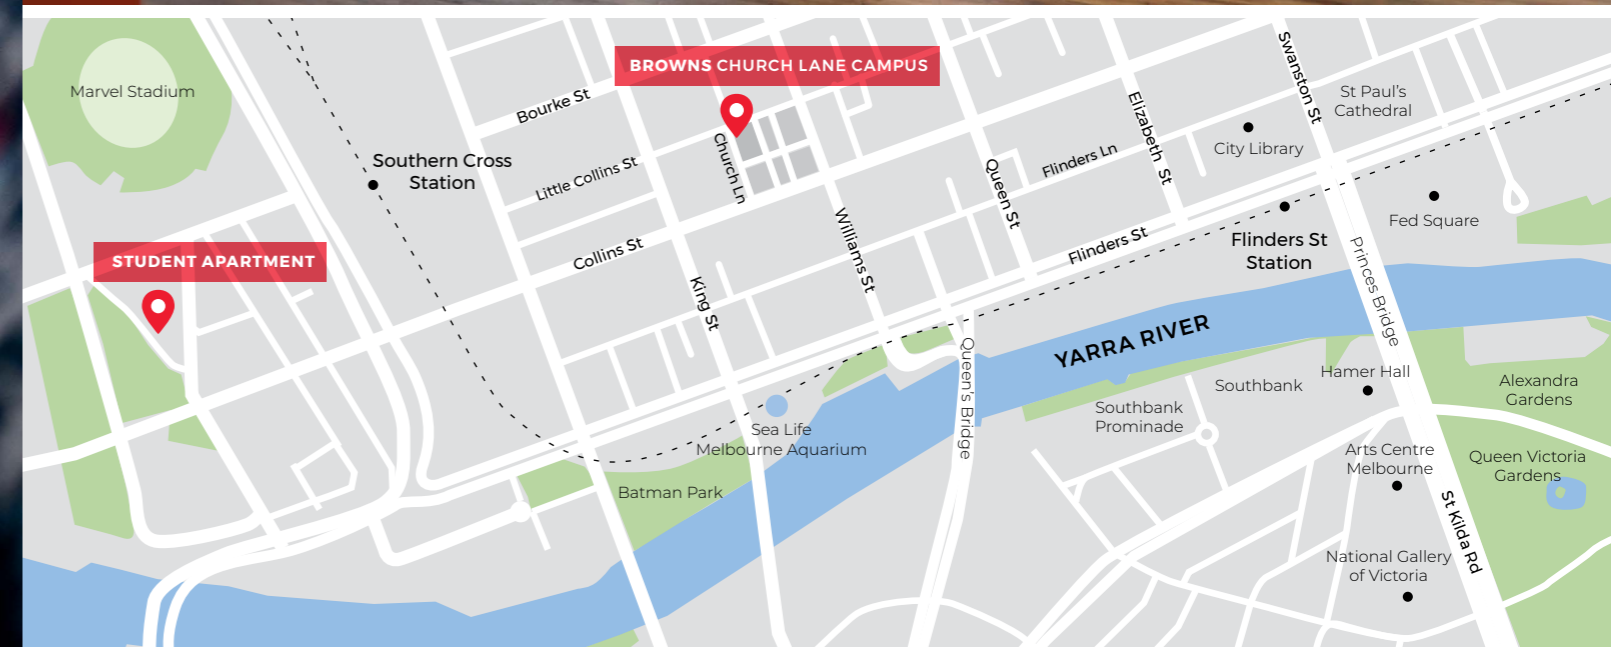 BROWNS CHURCH LANE CAMPUS
Marvel Stadium
Bourke St
Swanston St
St Paul's
Cathedral
Elizabeth St
City Library
Southern Cross
Station
Church Ln
Little Collins St
Flinders Ln
Queen St
Fed Square
Williams St
Collins St
Flinders St
Flinders St
Station
Princes Bridge
STUDENT APARTMENT
King St
YARRA RIVER
Queen's Bridge
Hamer Hall
Southbank
Alexandra
Gardens
Southbank
Prominade
Sea Life
Melbourne Aquarium
Arts Centre
Melbourne
Queen Victoria
Gardens
Batman Park
St Kilda Rd
National Gallery
of Victoria